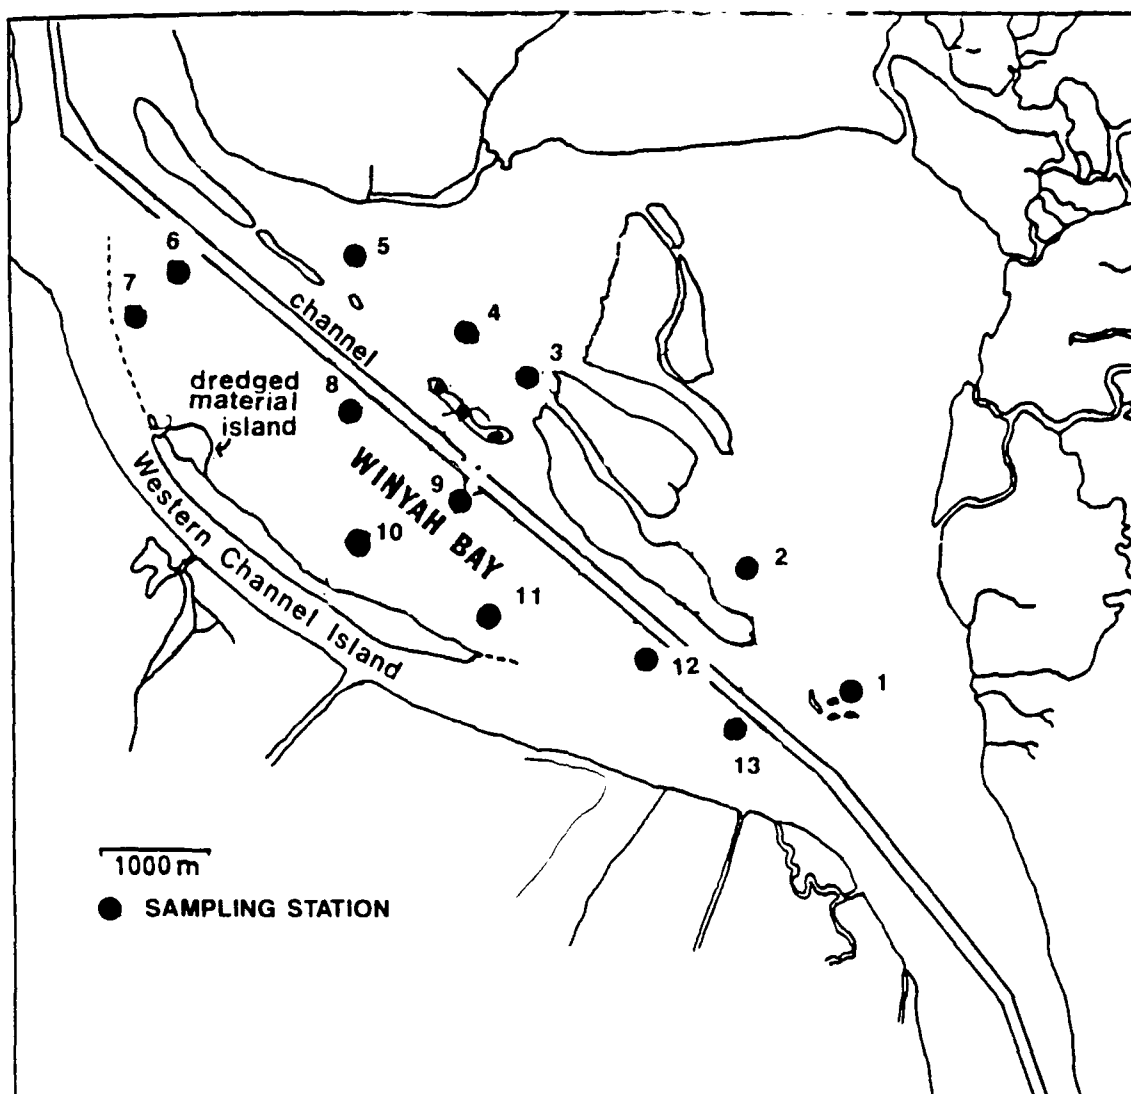 5
6
7
4
channel
3
8
dredged
material
island
WINYAH BAY
9
10
Western Channel Island
2
11
12
1
13
1000 m
SAMPLING STATION